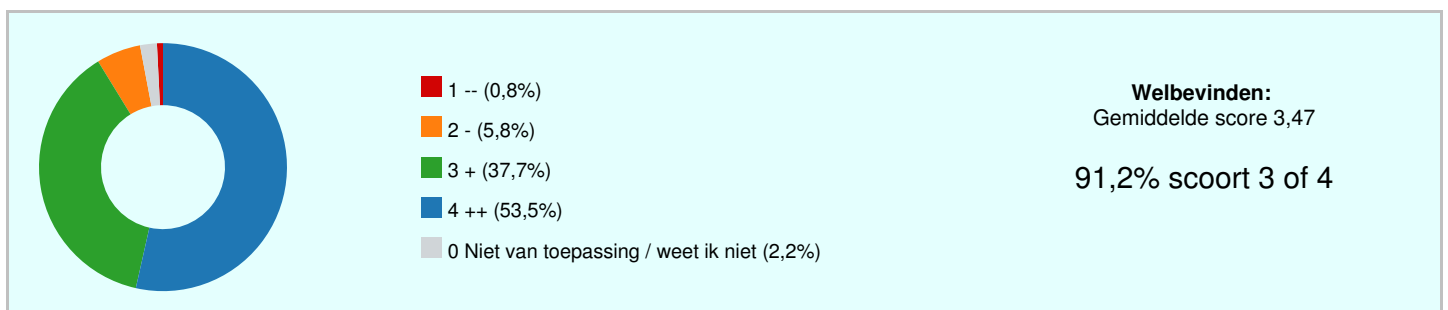 1 -- (0,8%)
2 - (5,8%)
3 + (37,7%)
4 ++ (53,5%)
0 Niet van toepassing / weet ik niet (2,2%)
Welbevinden:
Gemiddelde score 3,47
91,2% scoort 3 of 4